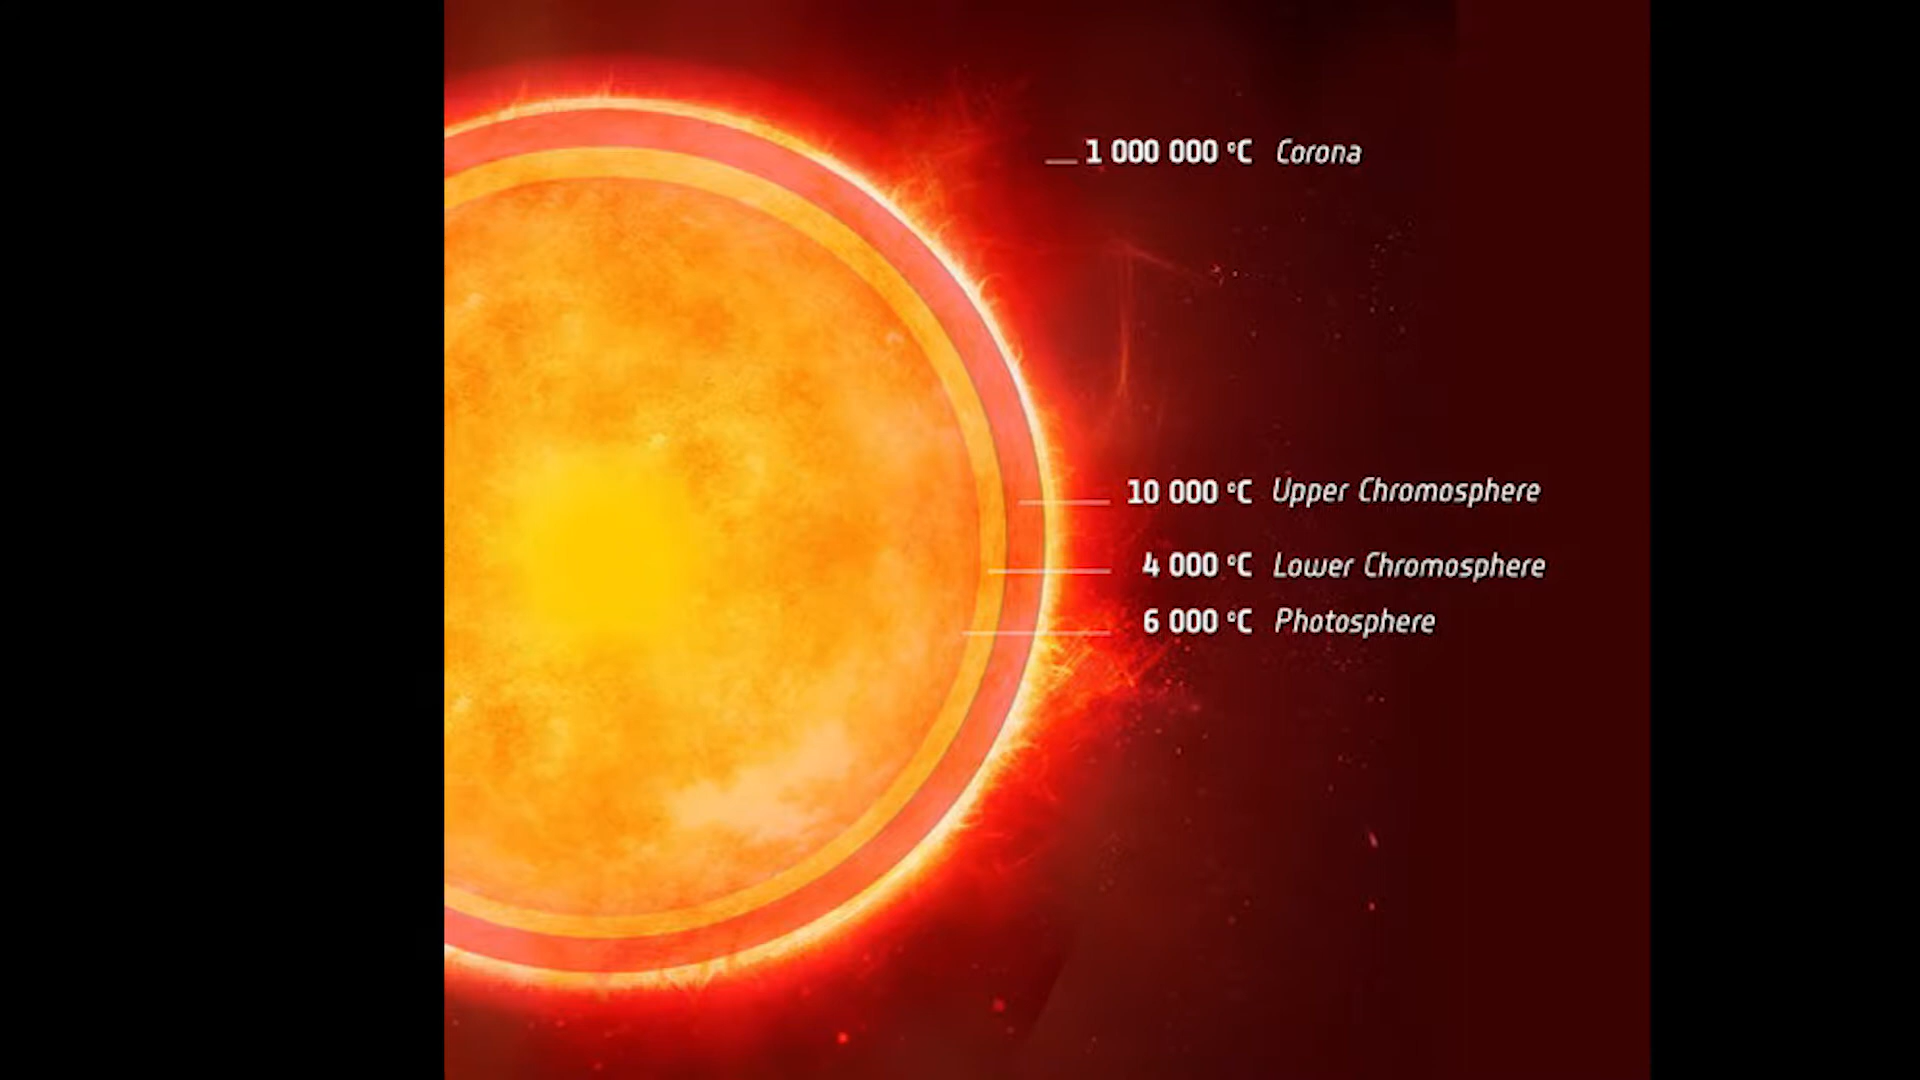 1 000 000 °C Corona
10 000 °C Upper Chromosphere
4 000 °C Lower Chromosphere
6 000 °C Photosphere